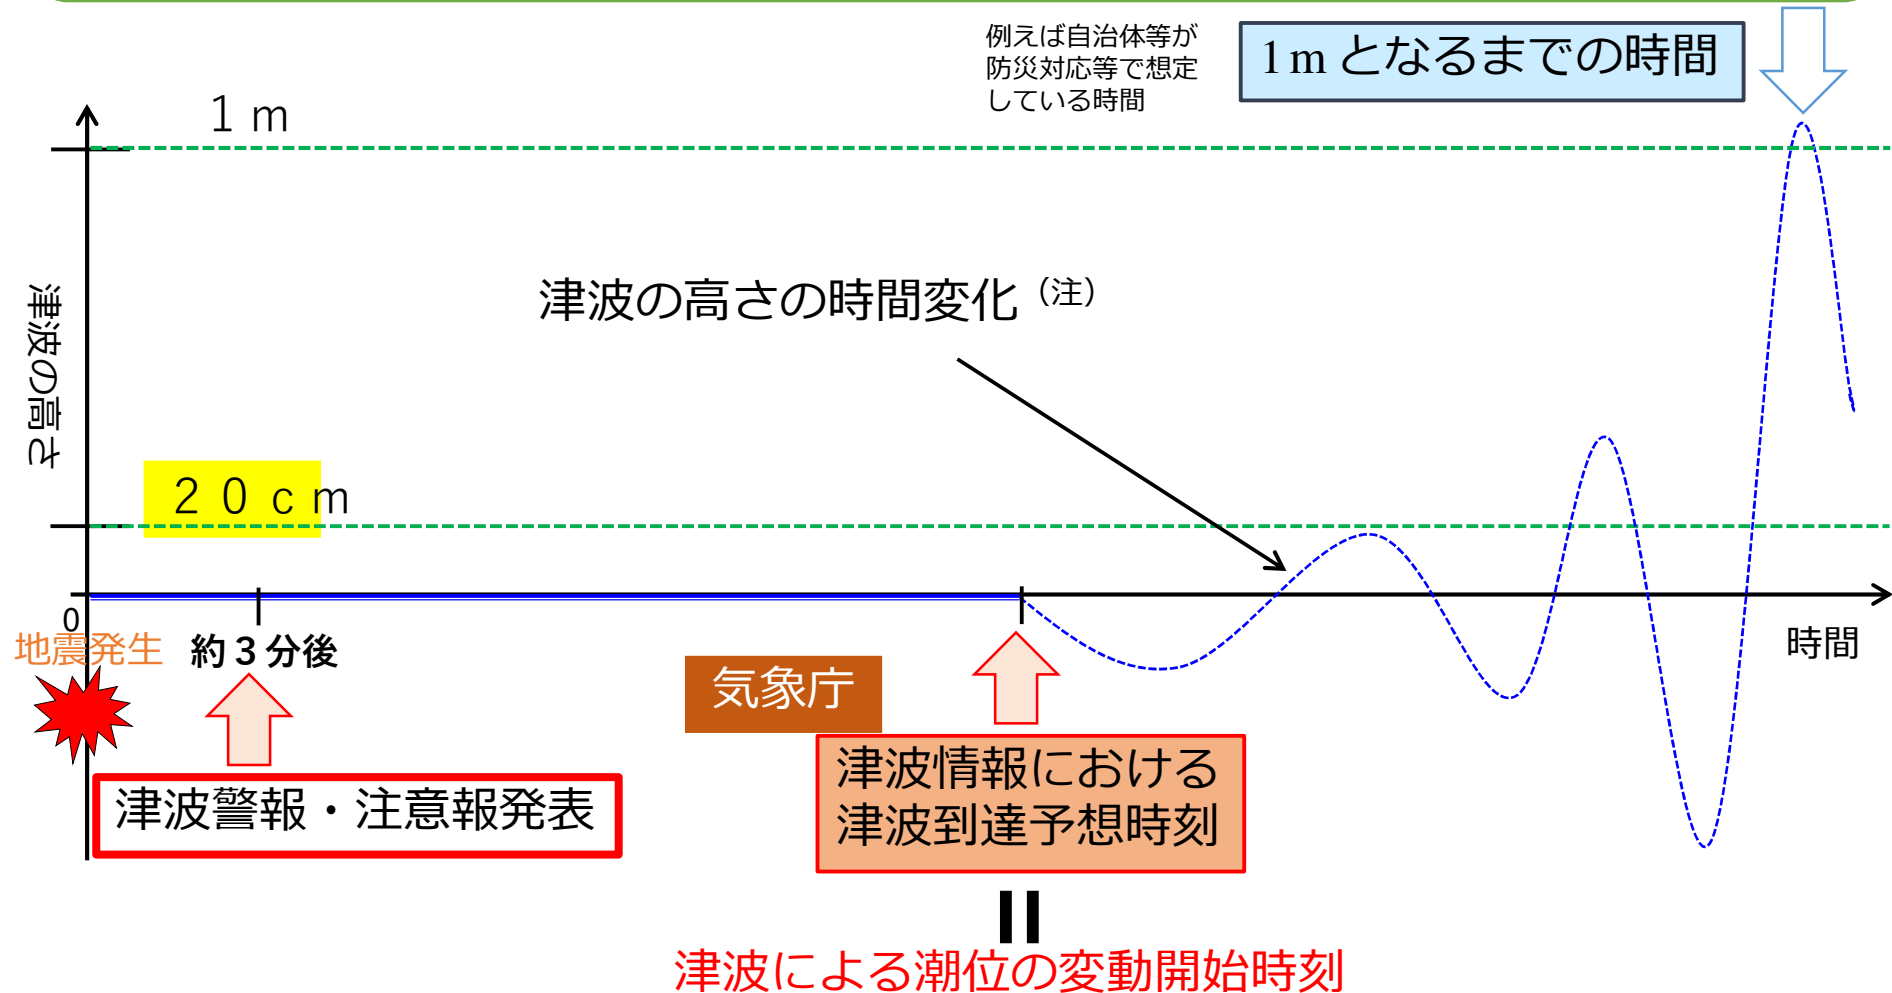 例えば自治体等が
防災対応等で想定
している時間
1ｍとなるまでの時間
１ｍ
津波の高さの時間変化（注）
津波の高さ
２０ｃｍ
0
地震発生
約３分後
時間
気象庁
津波情報における
津波到達予想時刻
津波警報・注意報発表
津波による潮位の変動開始時刻